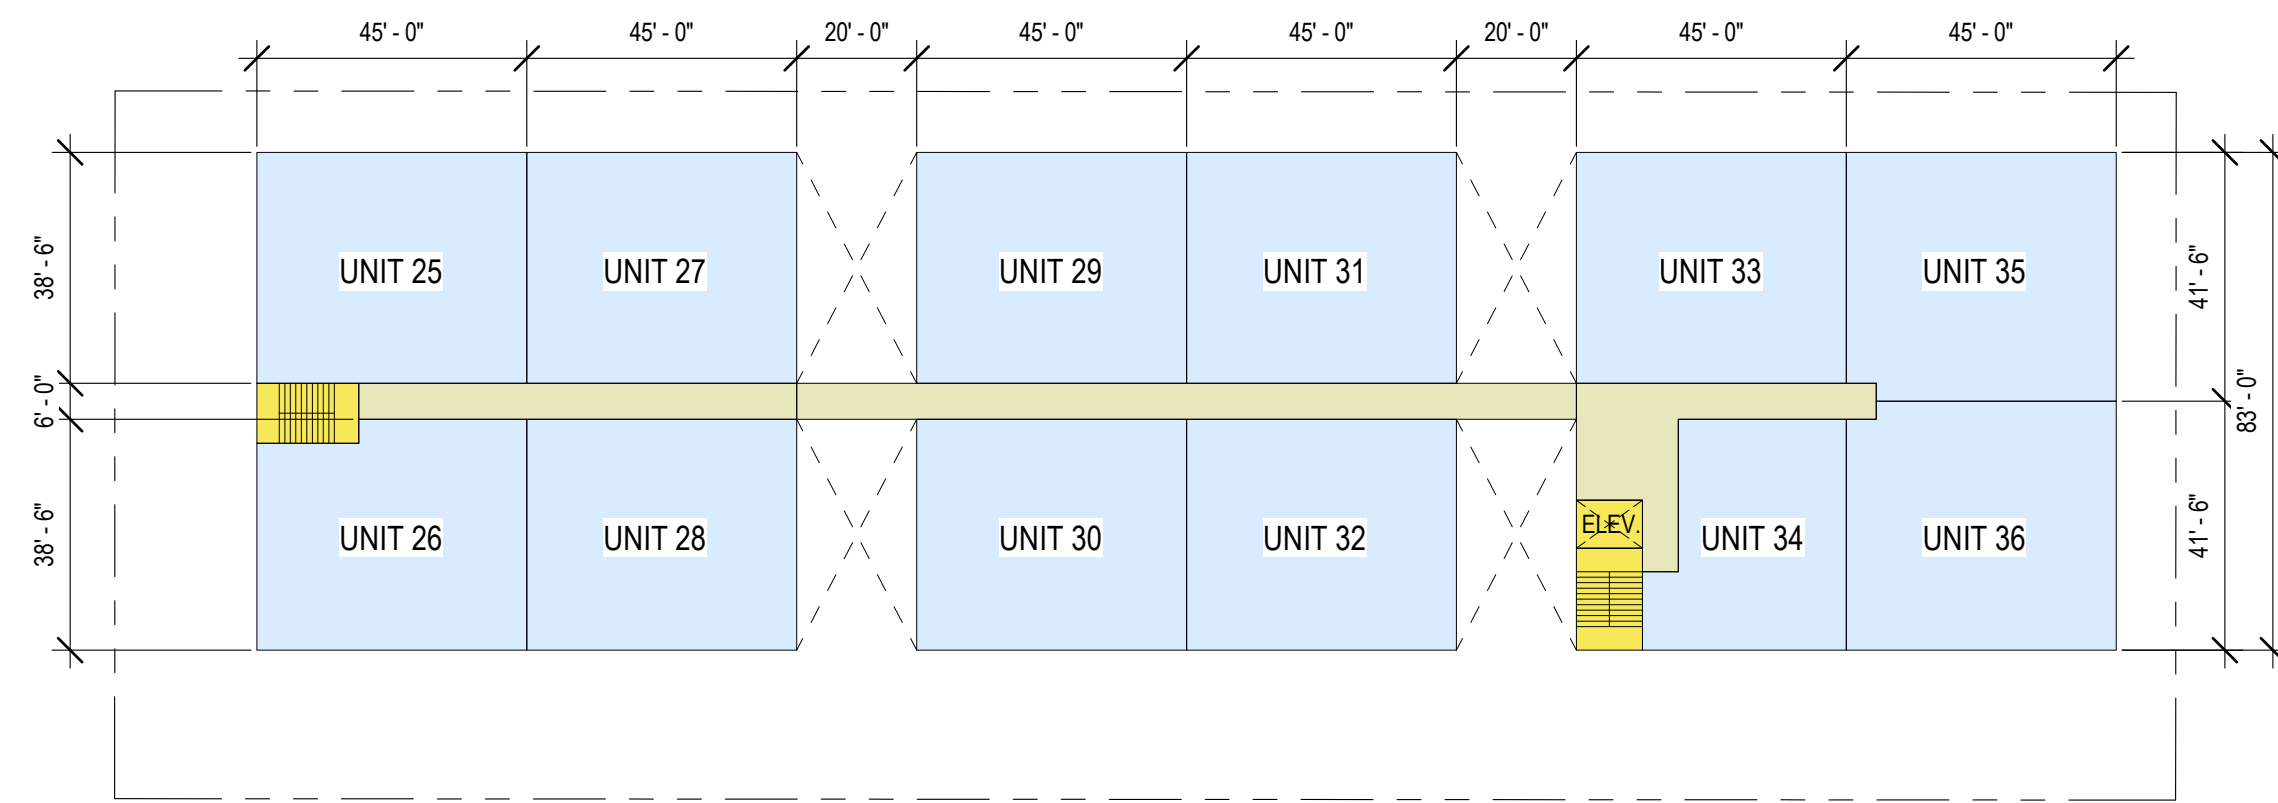 45' - 0"
45' - 0"
20' - 0"
45' - 0"
45' - 0"
20' - 0"
45' - 0"
45' - 0"
38' - 6"
6' - 0"
38' - 6"
UNIT 25
UNIT 27
UNIT 29
UNIT 31
UNIT 33
UNIT 35
UNIT 26
UNIT 28
UNIT 30
UNIT 32
ELEV.
UNIT 34
UNIT 36
41' - 6"
41' - 6"
83' - 0"